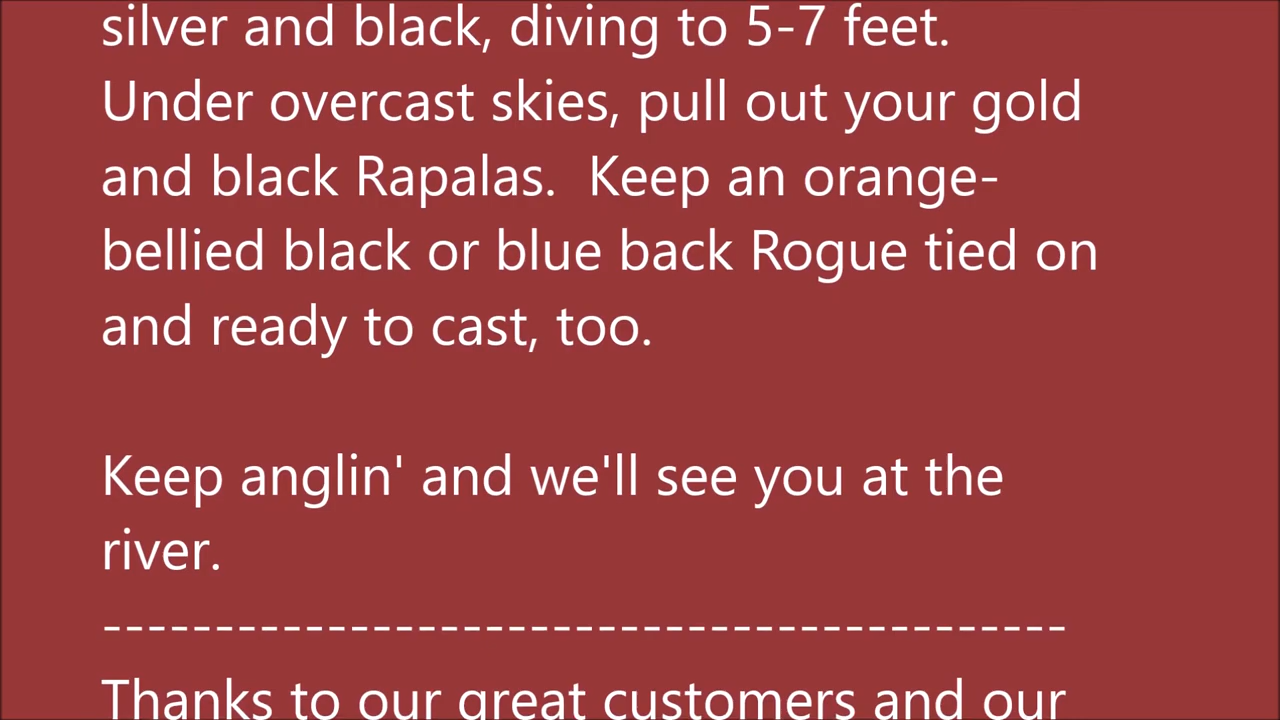 silver and black, diving to 5-7 feet.
Under overcast skies, pull out your gold
and black Rapalas.  Keep an orange-
bellied black or blue back Rogue tied on
and ready to cast, too.
Keep anglin' and we'll see you at the
river.
-------------------------------------------
Thanks to our great customers and our